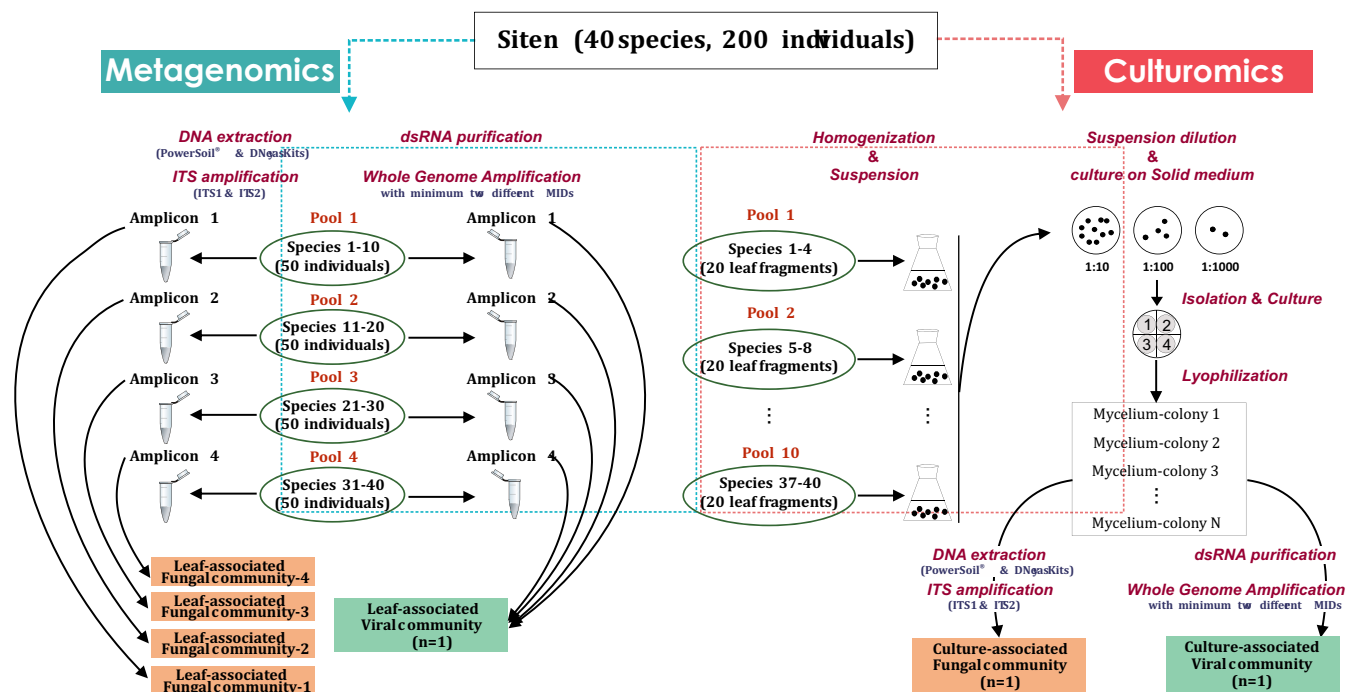 Siten (40 species, 200 individuals)
Metagenomics
Culturomics
DNA extraction
(PowerSoil® & DNeyasKits)
ITS amplification
(ITS1 & ITS2)
dsRNA purification
Whole Genome Amplification
with minimum two different MIDs
Homogenization
&
Suspension
Suspension dilution
&
culture on Solid medium
Amplicon 1
Pool 1
Species 1-10
(50 individuals)
Amplicon 1
Amplicon 2
Pool 2
Species 11-20
(50 individuals)
Amplicon 2
Amplicon 3
Pool 3
Species 21-30
(50 individuals)
Amplicon 3
Amplicon 4
Pool 4
Species 31-40
(50 individuals)
Amplicon 4
Pool 1
Species 1-4
(20 leaf fragments)
Pool 2
Species 5-8
(20 leaf fragments)
⋮
⋮
Pool 10
Species 37-40
(20 leaf fragments)
1:10
1:100
1:1000
Isolation & Culture
1 2
3 4
Lyophilization
Mycelium-colony 1
Mycelium-colony 2
Mycelium-colony 3
⋮
Mycelium-colony N
Leaf-associated
Fungal community-4
Leaf-associated
Fungal community-3
Leaf-associated
Fungal community-2
Leaf-associated
Fungal community-1
Leaf-associated
Viral community
(n=1)
DNA extraction
(PowerSoil® & DNeyasKits)
ITS amplification
(ITS1 & ITS2)
Culture-associated
Fungal community
(n=1)
dsRNA purification
Whole Genome Amplification
with minimum two different MIDs
Culture-associated
Viral community
(n=1)